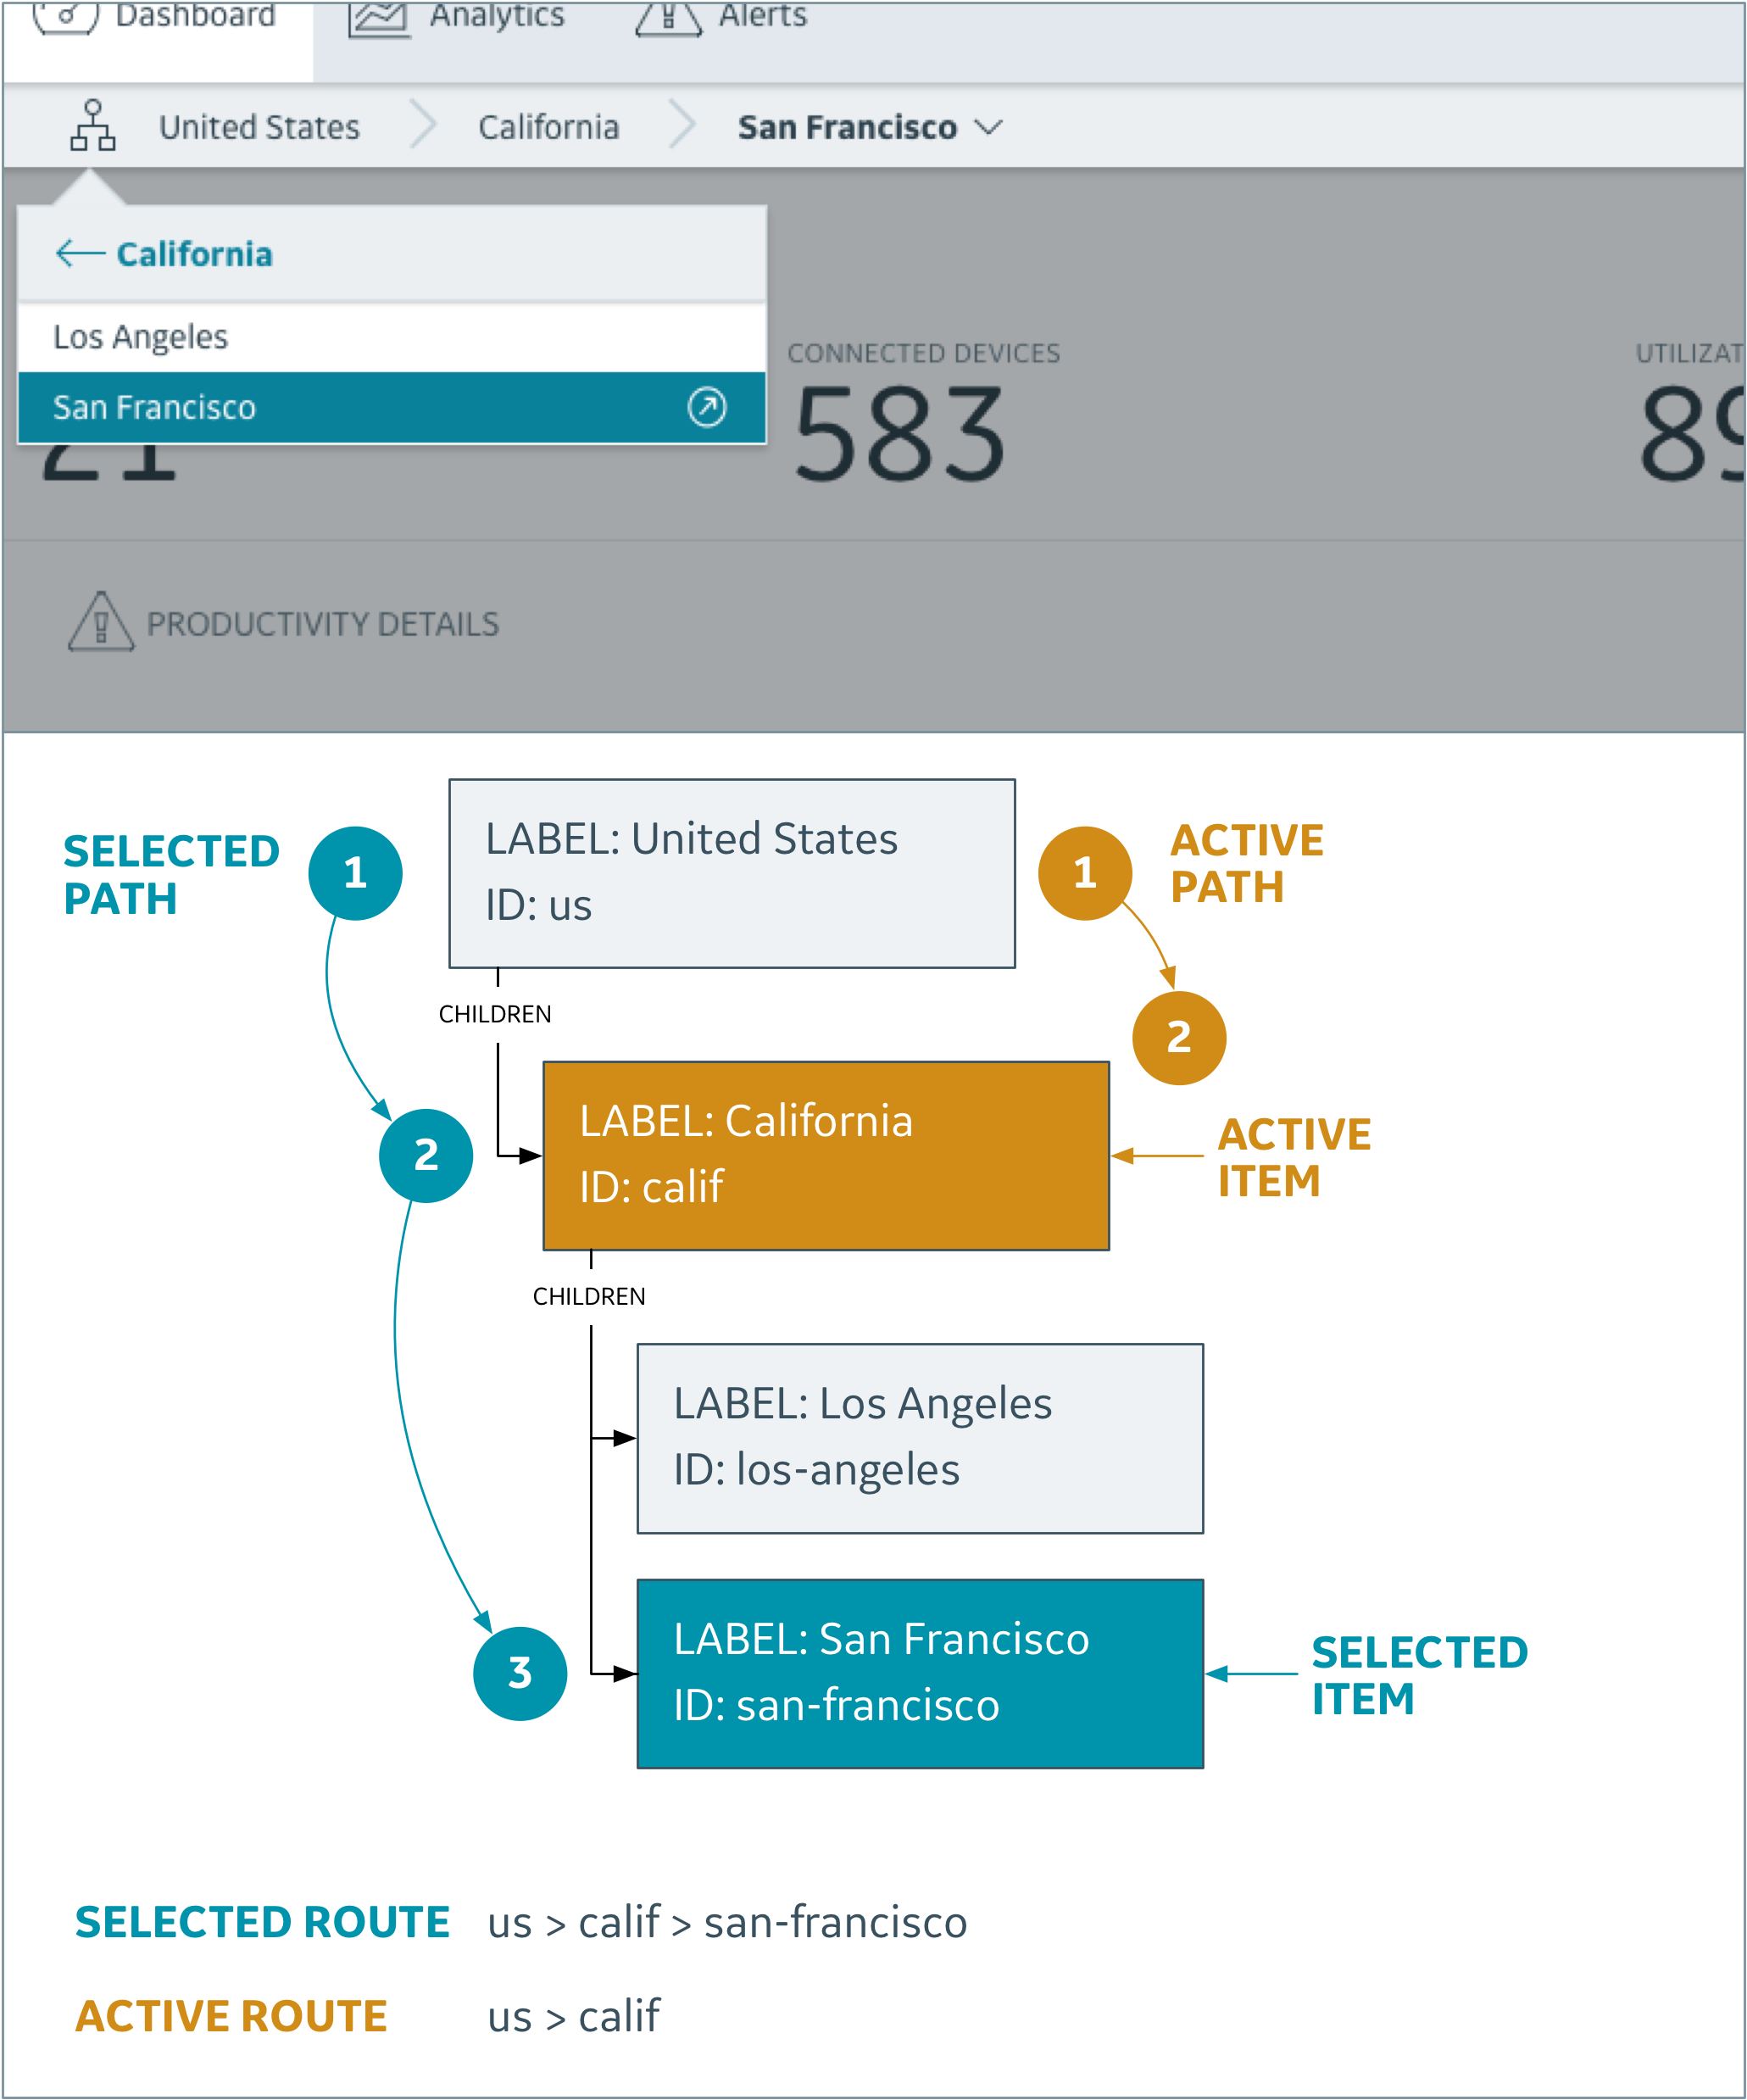 Dashboard Analytics Alerts
United States California San Francisco
California
Los Angeles
San Francisco
CONNECTED DEVICES
583
21
PRODUCTIVITY DETAILS
SELECTED
PATH
1
LABEL: United States
ID: us
1
ACTIVE
PATH
CHILDREN
2
2
LABEL: California
ID: calif
ACTIVE
ITEM
CHILDREN
LABEL: Los Angeles
ID: los-angeles
3
LABEL: San Francisco
ID: san-francisco
SELECTED
ITEM
SELECTED ROUTE us > calif > san-francisco
ACTIVE ROUTE us > calif